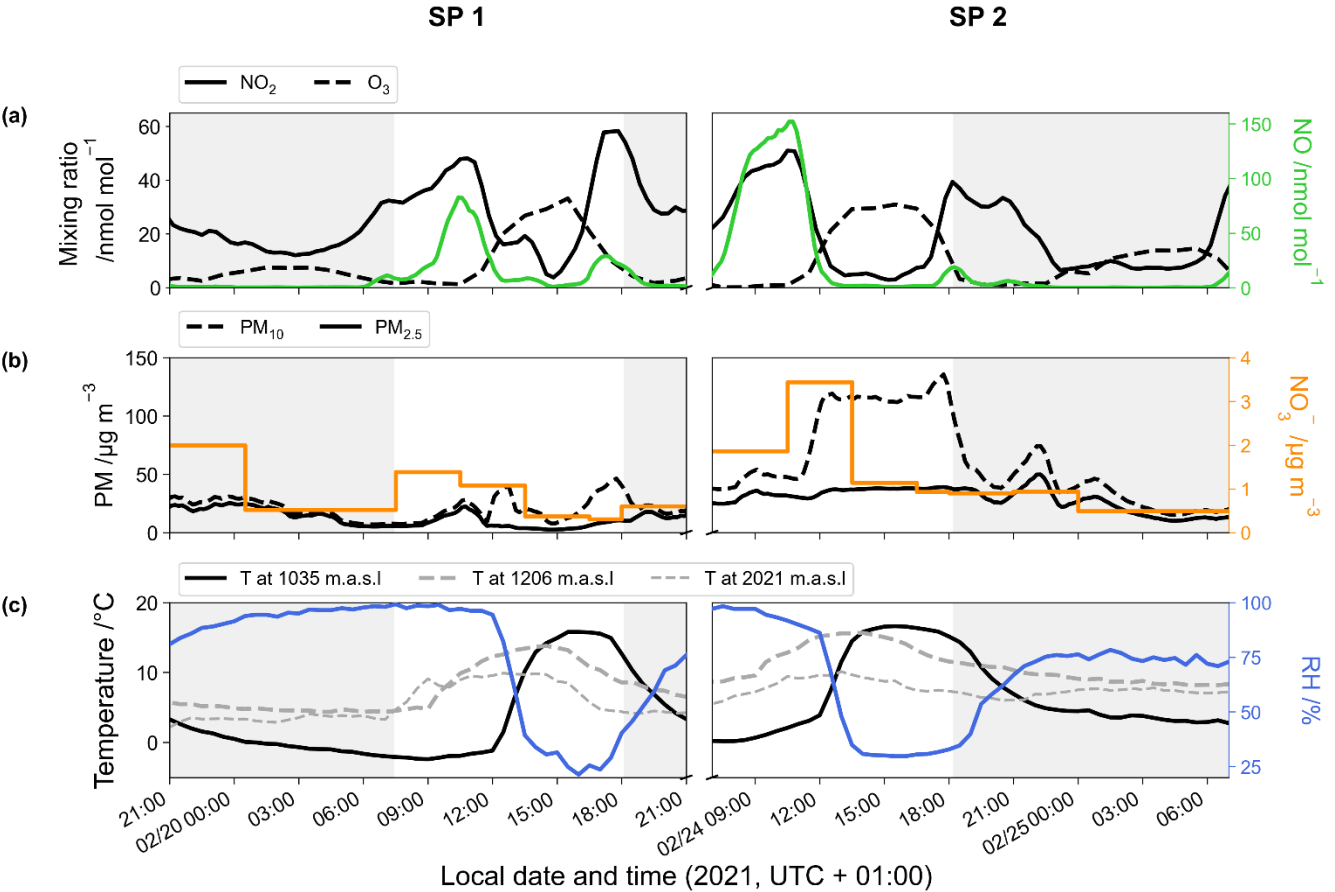 SP 1 SP 2
NO₂ O₃
(a)
Mixing ratio
/nmol mol⁻¹
60
40
20
0
150
100
50
0
NO /nmol mol⁻¹
PM₁₀ PM₂.₅
(b)
PM /µg m⁻³
150
100
50
0
4
3
2
1
0
NO₃⁻ /µg m⁻³
T at 1035 m.a.s.l T at 1206 m.a.s.l T at 2021 m.a.s.l
(c)
Temperature /°C
20
10
0
100
75
50
25
RH /%
21:00 02/20 00:00 03:00 06:00 09:00 12:00 15:00 18:00 21:00 02/24 09:00 12:00 15:00 18:00 21:00 02/25 00:00 03:00 06:00
Local date and time (2021, UTC + 01:00)